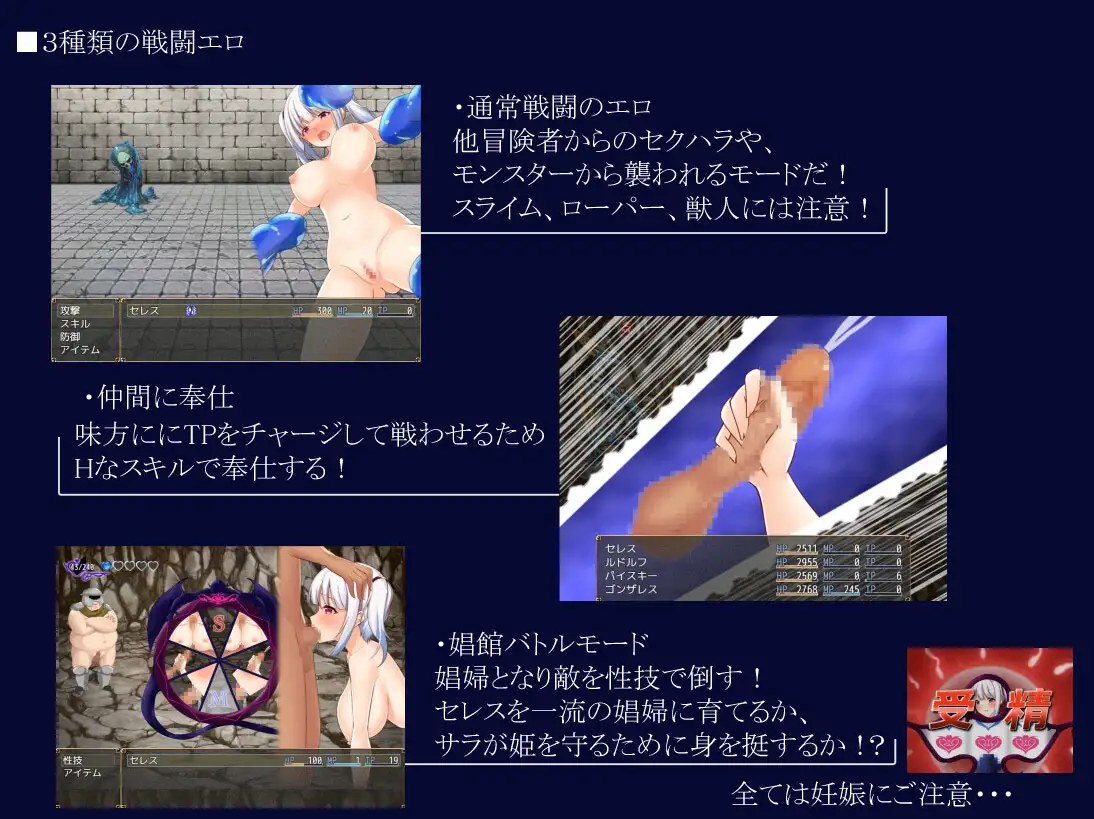 ■3種類の戦闘エロ
・通常戦闘のエロ
他冒険者からのセクハラや、
モンスターから襲われるモードだ！
スライム、ローパー、獣人には注意！
攻撃
スキル
防御
アイテム
セレス HP 300 MP 20 TP 0
・仲間に奉仕
味方ににTPをチャージして戦わせるため
Hなスキルで奉仕する！
セレス HP 2511 MP 0 TP 0
ルドルフ HP 2955 MP 0 TP 0
パイスキー HP 2569 MP 0 TP 6
ゴンザレス HP 2768 MP 245 TP 0
43/240
S
M
性技
アイテム
セレス HP 100 MP 1 TP 19
・娼館バトルモード
娼婦となり敵を性技で倒す！
セレスを一流の娼婦に育てるか、
サラが姫を守るために身を挺するか！？
受精
全ては妊娠にご注意・・・